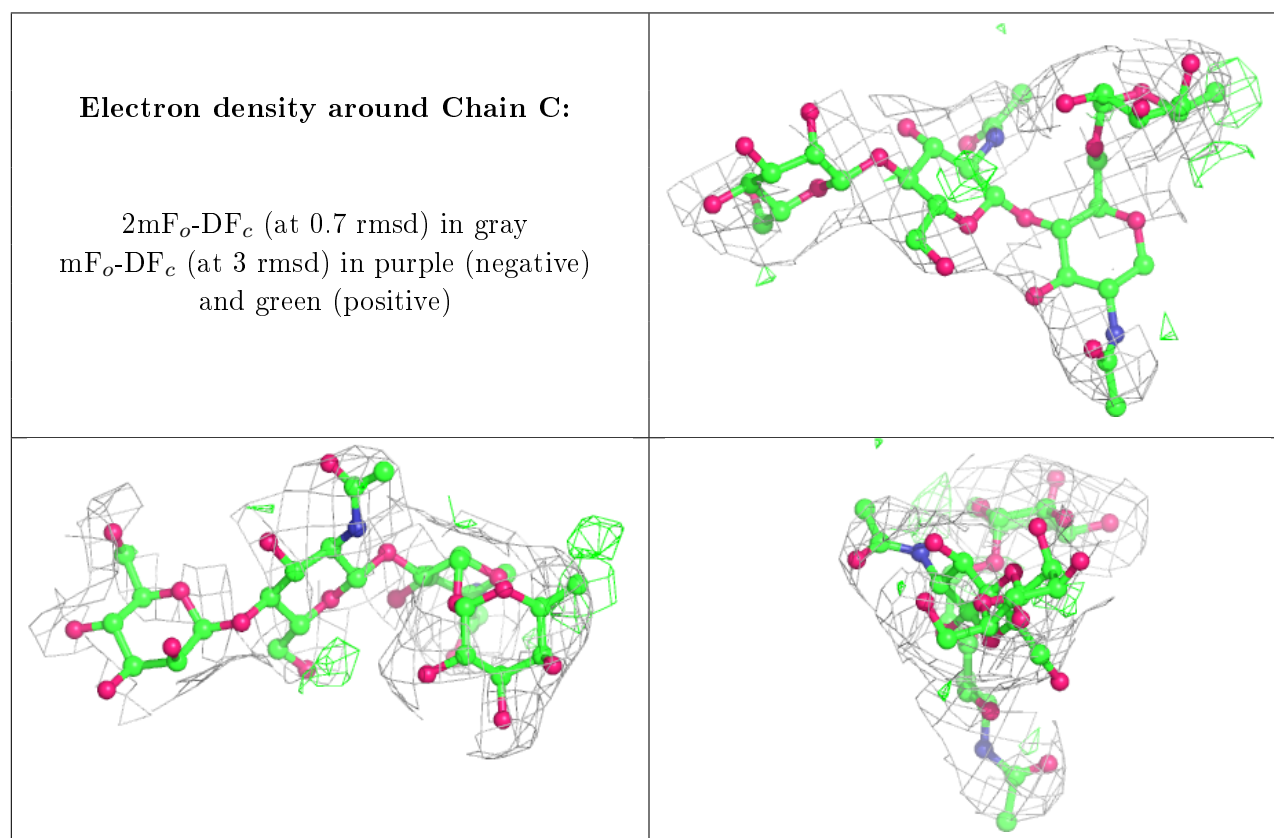 Electron density around Chain C:
2mFo-DFc (at 0.7 rmsd) in gray
mFo-DFc (at 3 rmsd) in purple (negative)
and green (positive)